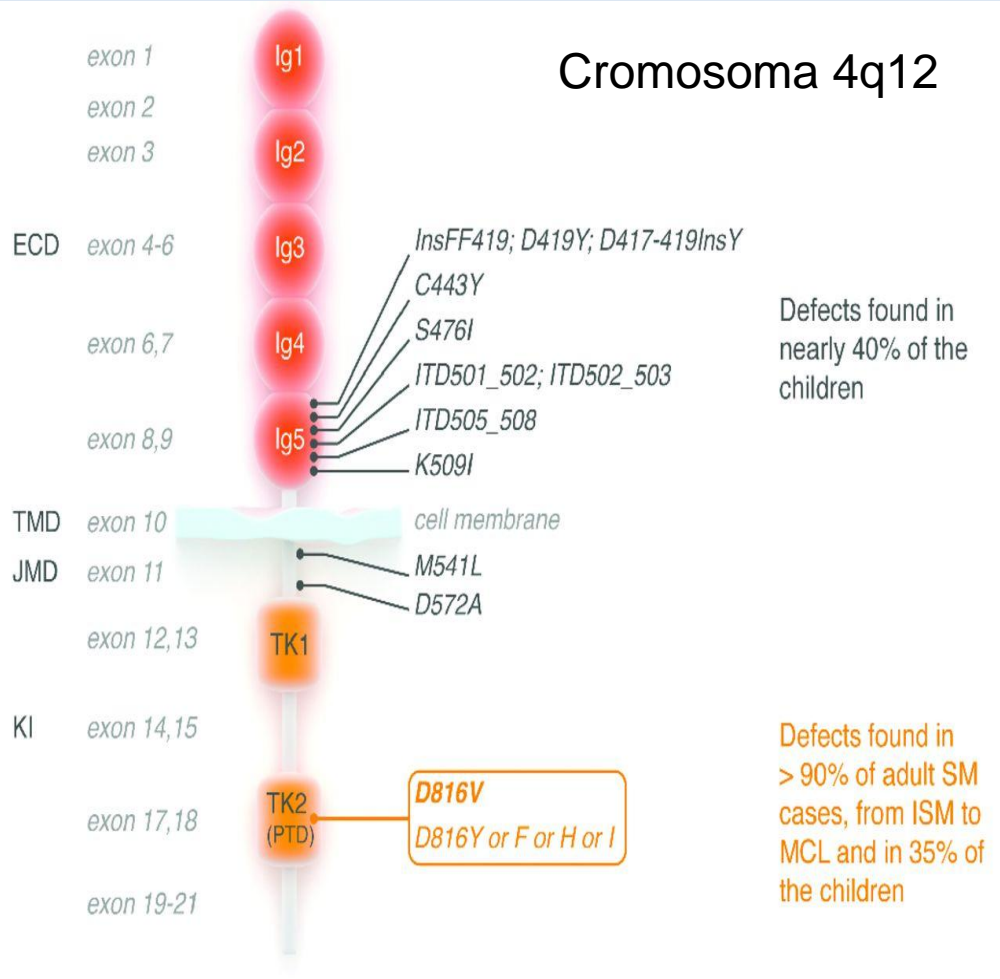 Cromosoma 4q12
exon 1
Ig1
exon 2
exon 3
Ig2
ECD
exon 4-6
Ig3
InsFF419; D419Y; D417-419InsY
C443Y
S476I
ITD501_502; ITD502_503
ITD505_508
K509I
Defects found in
nearly 40% of the
children
exon 6,7
Ig4
exon 8,9
Ig5
TMD
exon 10
cell membrane
JMD
exon 11
M541L
D572A
exon 12,13
TK1
KI
exon 14,15
exon 17,18
TK2
(PTD)
D816V
D816Y or F or H or I
Defects found in
> 90% of adult SM
cases, from ISM to
MCL and in 35% of
the children
exon 19-21